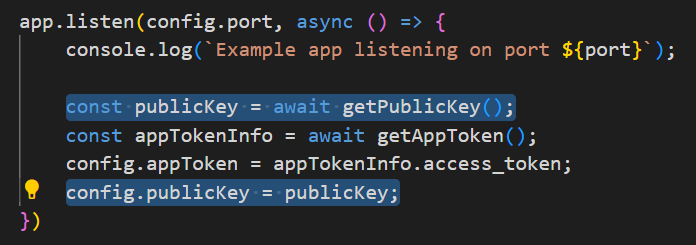 app.listen(config.port, async () => {
    console.log(`Example app listening on port ${port}`);

    const publicKey = await getPublicKey();
    const appTokenInfo = await getAppToken();
    config.appToken = appTokenInfo.access_token;
    config.publicKey = publicKey;
})